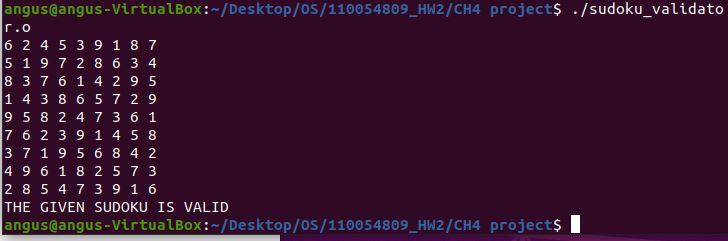 angus@angus-VirtualBox:~/Desktop/OS/110054809_HW2/CH4 project$ ./sudoku_validato
r.o
6 2 4 5 3 9 1 8 7
5 1 9 7 2 8 6 3 4
8 3 7 6 1 4 2 9 5
1 4 3 8 6 5 7 2 9
9 5 8 2 4 7 3 6 1
7 6 2 3 9 1 4 5 8
3 7 1 9 5 6 8 4 2
4 9 6 1 8 2 5 7 3
2 8 5 4 7 3 9 1 6
THE GIVEN SUDOKU IS VALID
angus@angus-VirtualBox:~/Desktop/OS/110054809_HW2/CH4 project$